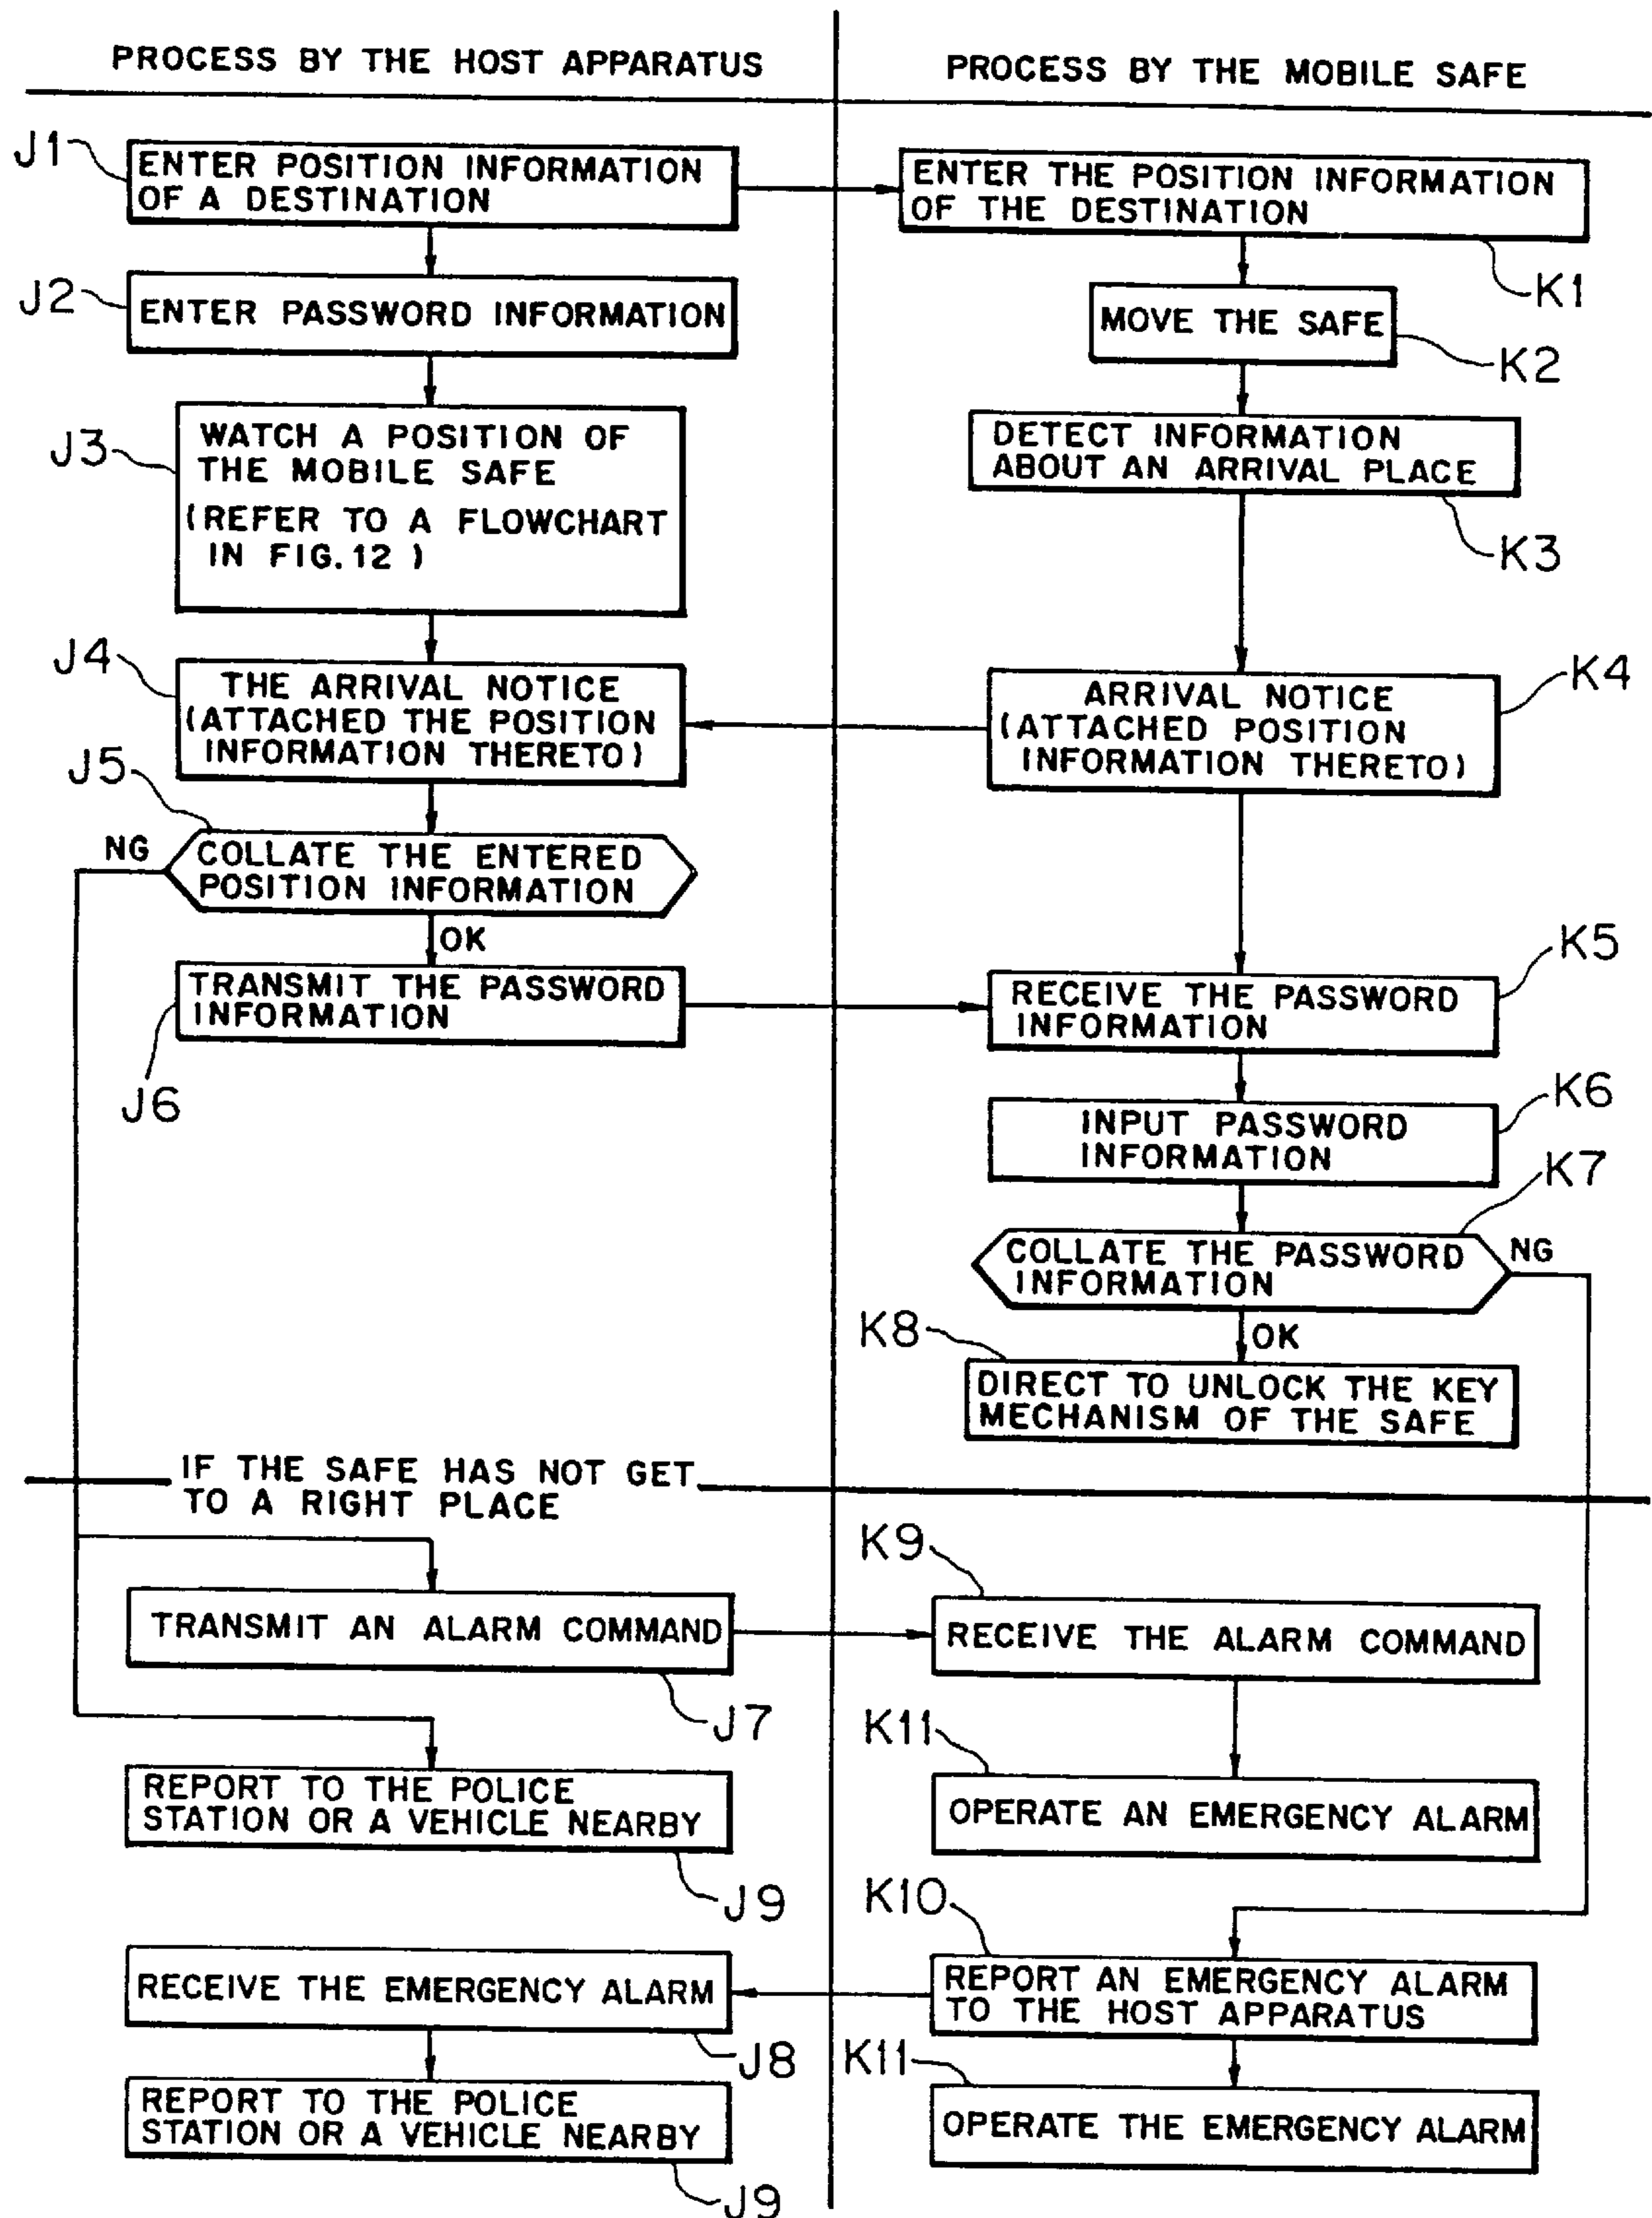 PROCESS BY THE HOST APPARATUS
PROCESS BY THE MOBILE SAFE
J1
ENTER POSITION INFORMATION
OF A DESTINATION
ENTER THE POSITION INFORMATION
OF THE DESTINATION
K1
J2
ENTER PASSWORD INFORMATION
MOVE THE SAFE
K2
J3
WATCH A POSITION OF
THE MOBILE SAFE
(REFER TO A FLOWCHART
IN FIG.12 )
DETECT INFORMATION
ABOUT AN ARRIVAL PLACE
K3
J4
THE ARRIVAL NOTICE
(ATTACHED THE POSITION
INFORMATION THERETO)
ARRIVAL NOTICE
(ATTACHED POSITION
INFORMATION THERETO)
K4
J5
NG
COLLATE THE ENTERED
POSITION INFORMATION
OK
TRANSMIT THE PASSWORD
INFORMATION
J6
K5
RECEIVE THE PASSWORD
INFORMATION
K6
INPUT PASSWORD
INFORMATION
K7
COLLATE THE PASSWORD
INFORMATION
NG
OK
K8
DIRECT TO UNLOCK THE KEY
MECHANISM OF THE SAFE
IF THE SAFE HAS NOT GET
TO A RIGHT PLACE
TRANSMIT AN ALARM COMMAND
J7
K9
RECEIVE THE ALARM COMMAND
K11
OPERATE AN EMERGENCY ALARM
REPORT TO THE POLICE
STATION OR A VEHICLE NEARBY
J9
K10
REPORT AN EMERGENCY ALARM
TO THE HOST APPARATUS
RECEIVE THE EMERGENCY ALARM
J8
K11
OPERATE THE EMERGENCY ALARM
REPORT TO THE POLICE
STATION OR A VEHICLE NEARBY
J9